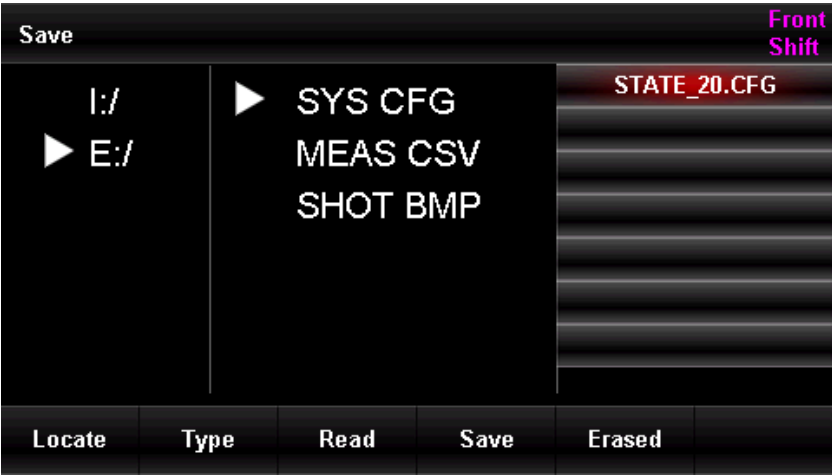 Save
Front
Shift
I:/
E:/
SYS CFG
MEAS CSV
SHOT BMP
STATE_20.CFG
Locate Type Read Save Erased